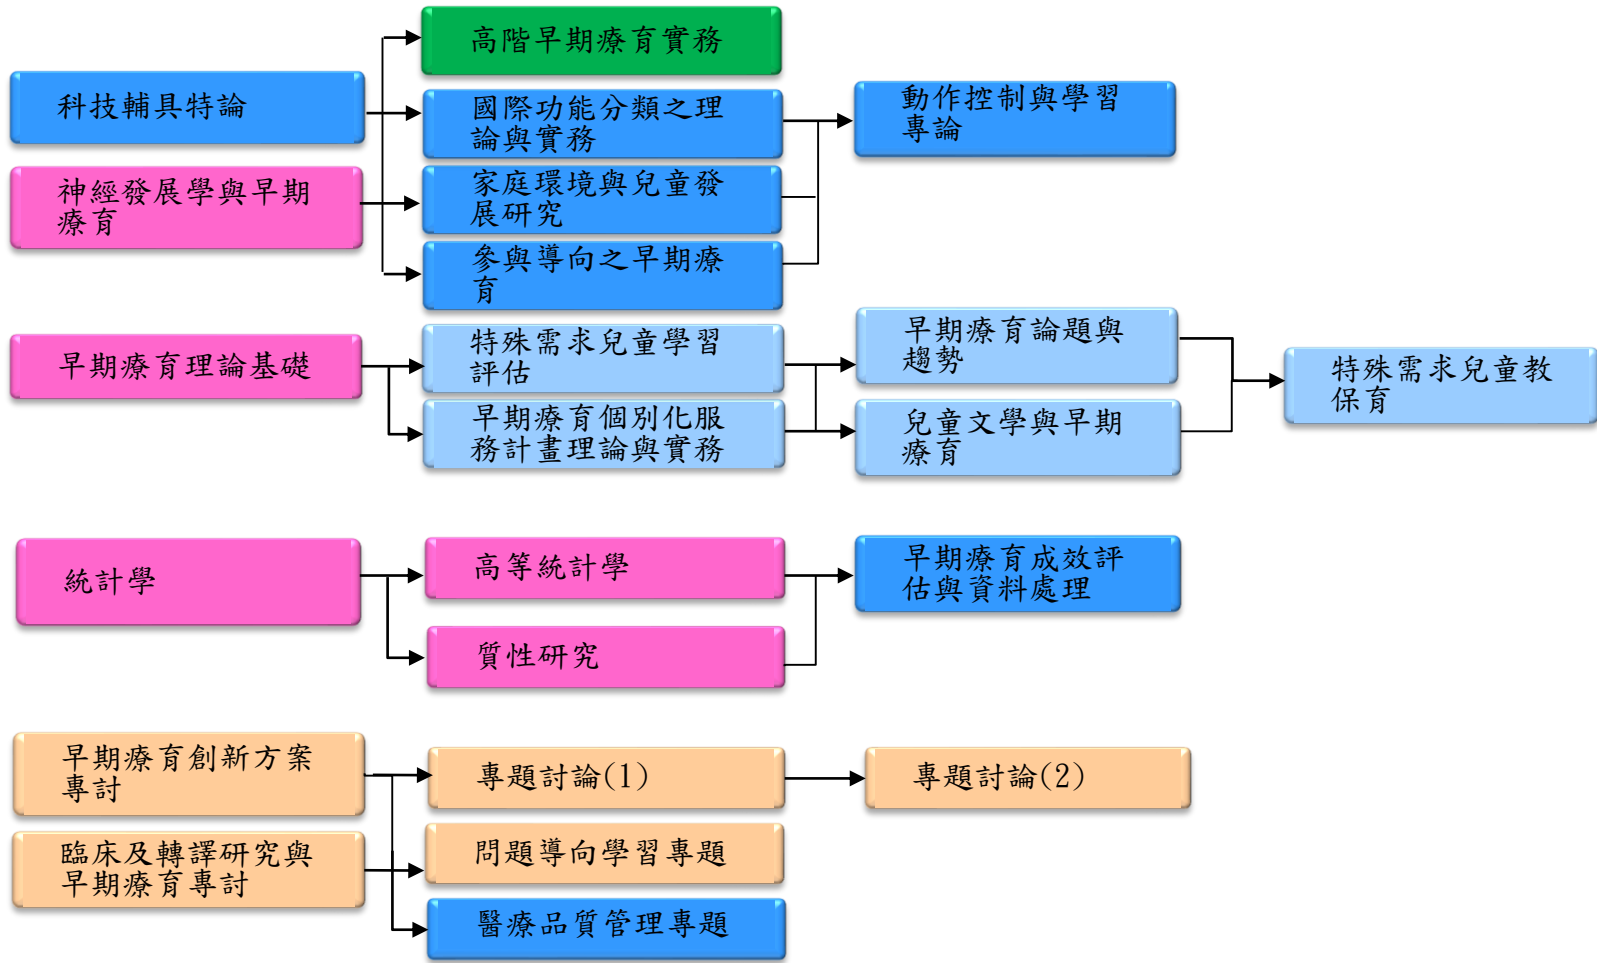 高階早期療育實務
科技輔具特論
國際功能分類之理
論與實務
動作控制與學習
專論
神經發展學與早期
療育
家庭環境與兒童發
展研究
參與導向之早期療
育
早期療育理論基礎
特殊需求兒童學習
評估
早期療育論題與
趨勢
特殊需求兒童教
保育
早期療育個別化服
務計畫理論與實務
兒童文學與早期
療育
統計學
高等統計學
早期療育成效評
估與資料處理
質性研究
早期療育創新方案
專討
專題討論(1)
專題討論(2)
臨床及轉譯研究與
早期療育專討
問題導向學習專題
醫療品質管理專題